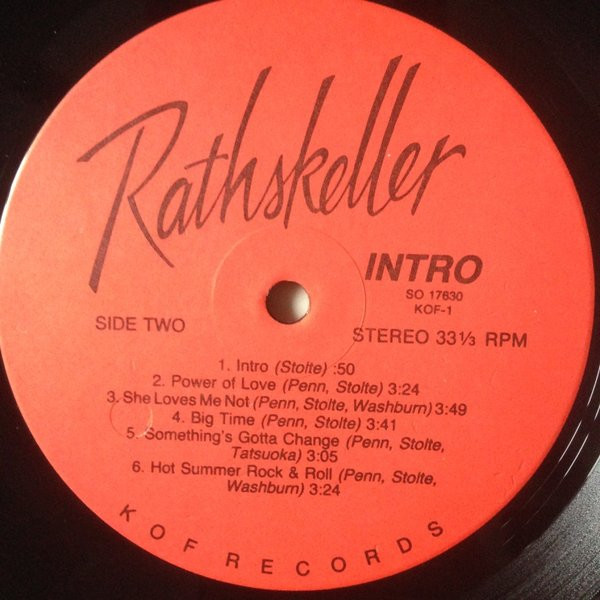 Rathskeller
INTRO
SO 17630
KOF-1
SIDE TWO
STEREO 33 1/3 RPM
1. Intro (Stolte) :50
2. Power of Love (Penn, Stolte) 3:24
3. She Loves Me Not (Penn, Stolte, Washburn) 3:49
4. Big Time (Penn, Stolte) 3:41
5. Something's Gotta Change (Penn, Stolte,
Tatsuoka) 3:05
6. Hot Summer Rock & Roll (Penn, Stolte,
Washburn) 3:24
KOF RECORDS